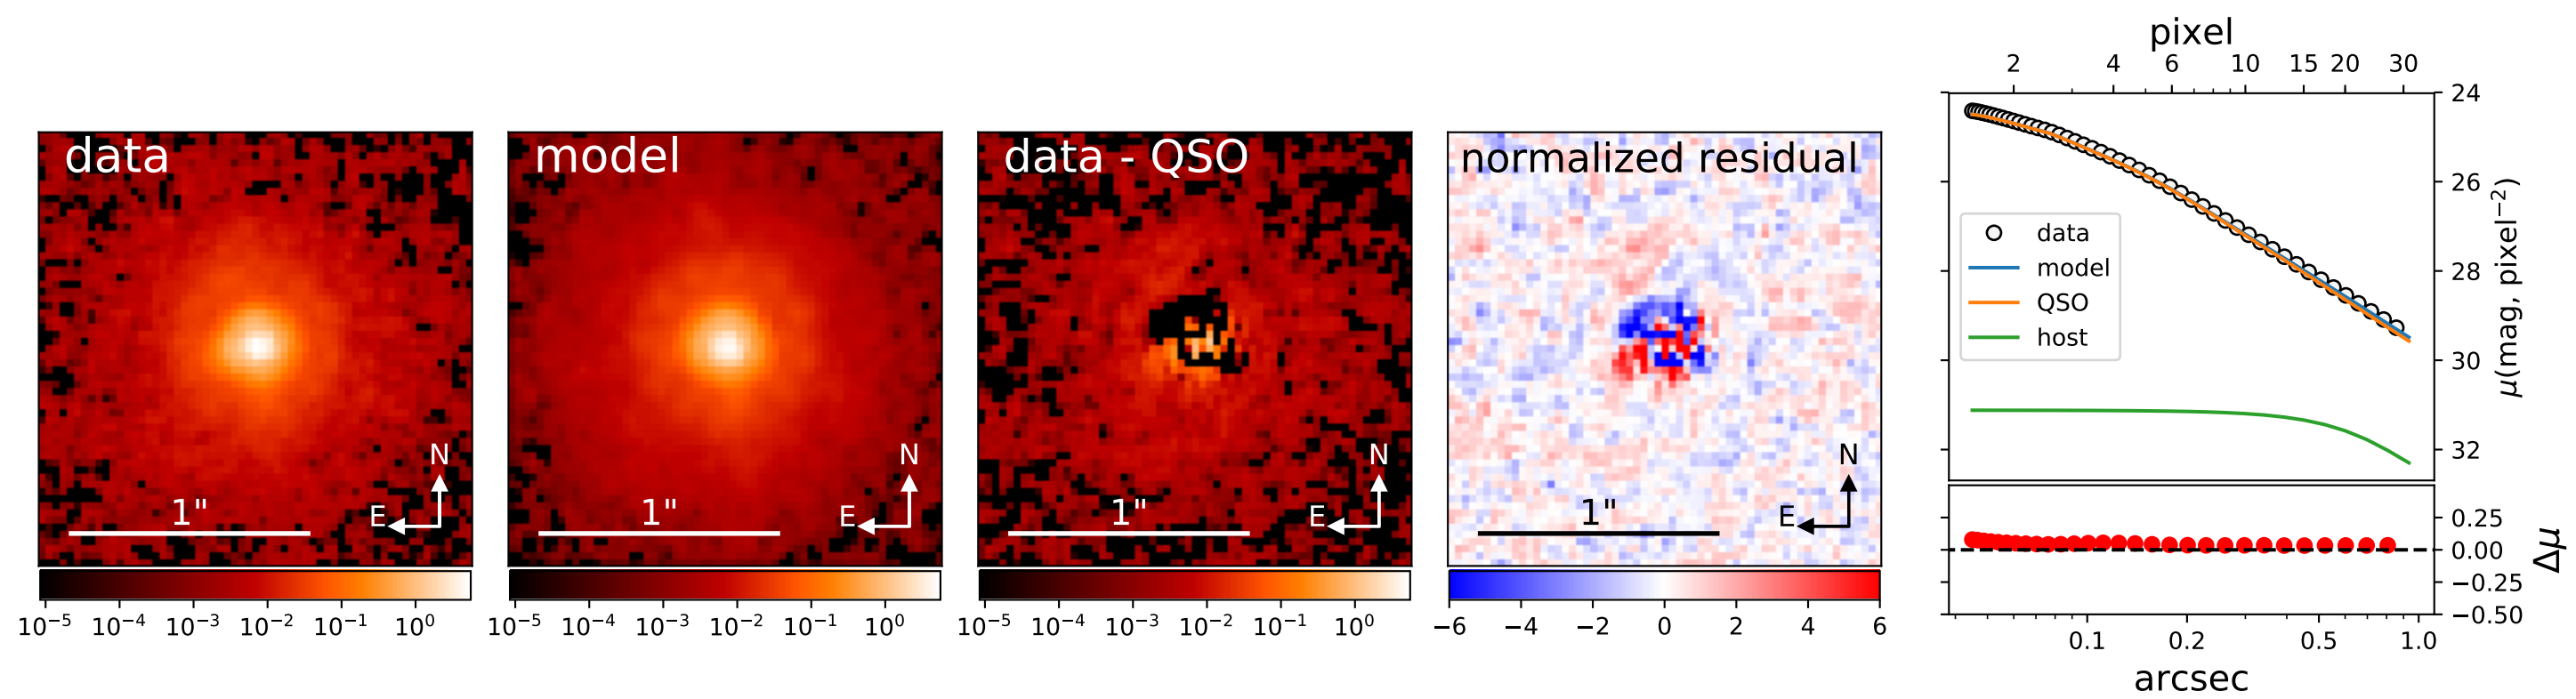 data
N
E
1"
10⁻⁵ 10⁻⁴ 10⁻³ 10⁻² 10⁻¹ 10⁰
model
N
E
1"
10⁻⁵ 10⁻⁴ 10⁻³ 10⁻² 10⁻¹ 10⁰
data - QSO
N
E
1"
10⁻⁵ 10⁻⁴ 10⁻³ 10⁻² 10⁻¹ 10⁰
normalized residual
N
E
1"
−6 −4 −2 0 2 4 6
pixel
2 4 6 10 15 20 30
24
26
28
30
32
μ(mag, pixel⁻²)
data
model
QSO
host
0.25
0.00
−0.25
−0.50
Δμ
0.1 0.2 0.5 1.0
arcsec